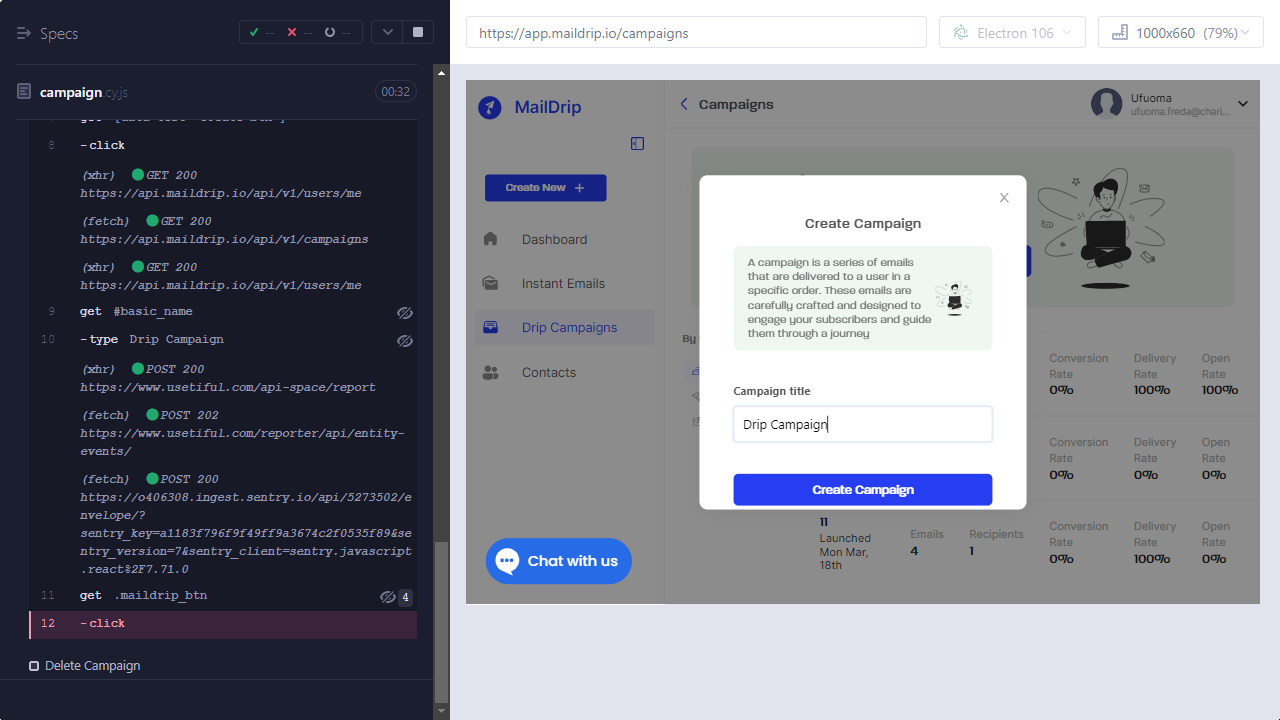 Specs
--
--
--
campaign.cy.js
00:32
8
-click
(xhr) GET 200
https://api.maildrip.io/api/v1/users/me
(fetch) GET 200
https://api.maildrip.io/api/v1/campaigns
(xhr) GET 200
https://api.maildrip.io/api/v1/users/me
9 get #basic_name
10 -type Drip Campaign
(xhr) POST 200
https://www.usetiful.com/api-space/report
(fetch) POST 202
https://www.usetiful.com/reporter/api/entity-
events/
(fetch) POST 200
https://o406308.ingest.sentry.io/api/5273502/e
nvelope/?
sentry_key=a1183f796f9f49ff9a3674c2f0535f89&se
ntry_version=7&sentry_client=sentry.javascript
.react%2F7.71.0
11 get .maildrip_btn 4
12 -click
Delete Campaign
https://app.maildrip.io/campaigns
Electron 106
1000x660 (79%)
MailDrip
Create New +
Dashboard
Instant Emails
Drip Campaigns
Contacts
Chat with us
Campaigns
Ufuoma
ufuoma.freda@chari...
By
Create Campaign
A campaign is a series of emails
that are delivered to a user in a
specific order. These emails are
carefully crafted and designed to
engage your subscribers and guide
them through a journey
Campaign title
Drip Campaign
Create Campaign
Conversion Rate 0%
Delivery Rate 100%
Open Rate 100%
Conversion Rate 0%
Delivery Rate 0%
Open Rate 0%
11
Launched
Mon Mar,
18th
Emails 4
Recipients 1
Conversion Rate 0%
Delivery Rate 100%
Open Rate 0%